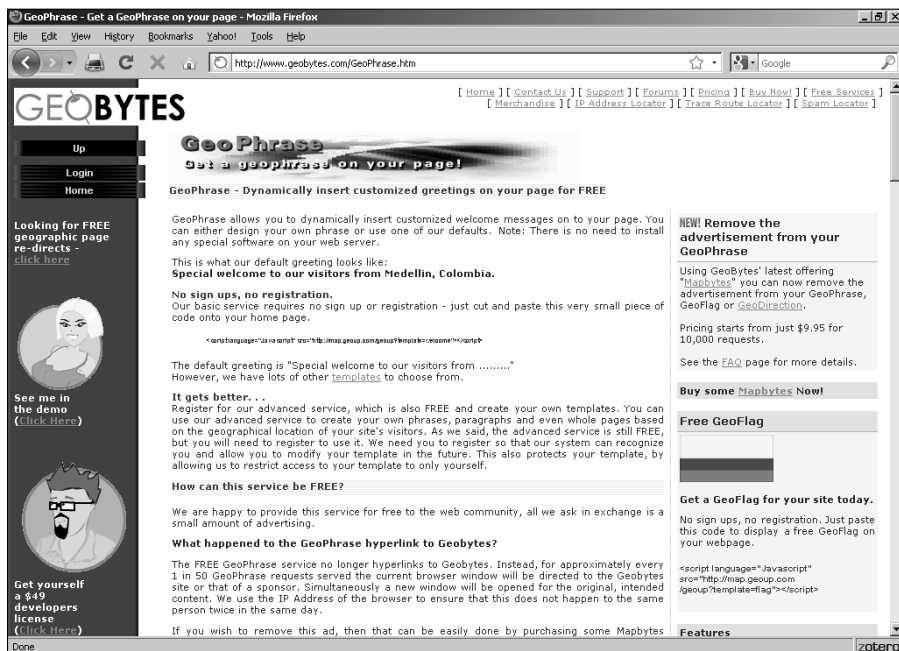 GeoPhrase - Get a GeoPhrase on your page - Mozilla Firefox
File Edit View History Bookmarks Yahoo! Tools Help
http://www.geobytes.com/GeoPhrase.htm
Google
GEOBYTES
[ Home ] [ Contact Us ] [ Support ] [ Forums ] [ Pricing ] [ Buy Now! ] [ Free Services ]
[ Merchandise ] [ IP Address Locator ] [ Trace Route Locator ] [ Spam Locator ]
Up
Login
Home
Looking for FREE
geographic page
re-directs -
click here
See me in
the demo
(Click Here)
Get yourself
a $49
developers
license
(Click Here)
GeoPhrase
Get a geophrase on your page!
GeoPhrase - Dynamically insert customized greetings on your page for FREE
GeoPhrase allows you to dynamically insert customized welcome messages on to your page. You
can either design your own phrase or use one of our defaults. Note: There is no need to install
any special software on your web server.
This is what our default greeting looks like:
Special welcome to our visitors from Medellin, Colombia.
No sign ups, no registration.
Our basic service requires no sign up or registration - just cut and paste this very small piece of
code onto your home page.
<script language="Javascript" src="http://map.geoup.com/geoup?template=welcome"></script>
The default greeting is "Special welcome to our visitors from ........."
However, we have lots of other templates to choose from.
It gets better. . .
Register for our advanced service, which is also FREE and create your own templates. You can
use our advanced service to create your own phrases, paragraphs and even whole pages based
on the geographical location of your site's visitors. As we said, the advanced service is still FREE,
but you will need to register to use it. We need you to register so that our system can recognize
you and allow you to modify your template in the future. This also protects your template, by
allowing us to restrict access to your template to only yourself.
How can this service be FREE?
We are happy to provide this service for free to the web community, all we ask in exchange is a
small amount of advertising.
What happened to the GeoPhrase hyperlink to Geobytes?
The FREE GeoPhrase service no longer hyperlinks to Geobytes. Instead, for approximately every
1 in 50 GeoPhrase requests served the current browser window will be directed to the Geobytes
site or that of a sponsor. Simultaneously a new window will be opened for the original, intended
content. We use the IP Address of the browser to ensure that this does not happen to the same
person twice in the same day.
If you wish to remove this ad, then that can be easily done by purchasing some Mapbytes
NEW! Remove the
advertisement from your
GeoPhrase
Using GeoBytes' latest offering
"Mapbytes" you can now remove the
advertisement from your GeoPhrase,
GeoFlag or GeoDirection.
Pricing starts from just $9.95 for
10,000 requests.
See the FAQ page for more details.
Buy some Mapbytes Now!
Free GeoFlag
Get a GeoFlag for your site today.
No sign ups, no registration. Just paste
this code to display a free GeoFlag on
your webpage.
<script language="Javascript"
src="http://map.geoup.com
/geoup?template=flag"></script>
Features
Done
zotero